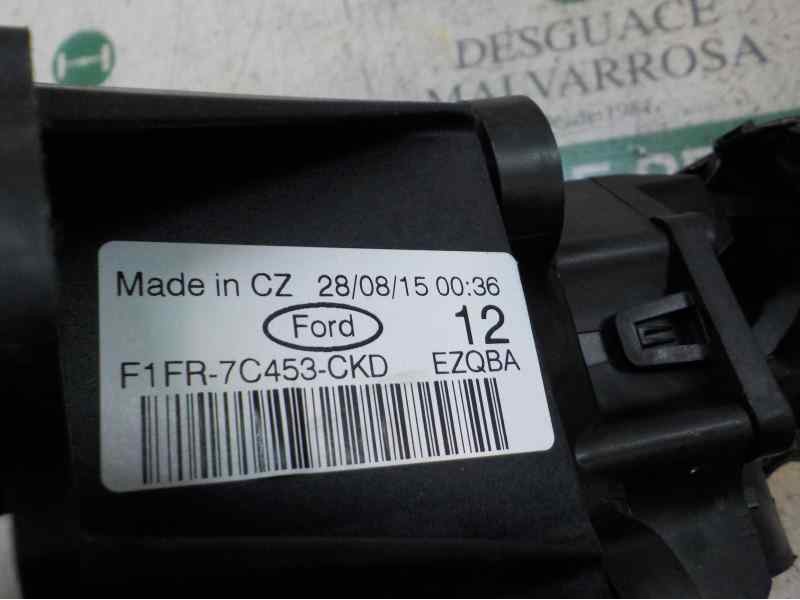 DESGUACE
MALVARROSA
Made in CZ 28/08/15 00:36
Ford 12
F1FR-7C453-CKD EZQBA